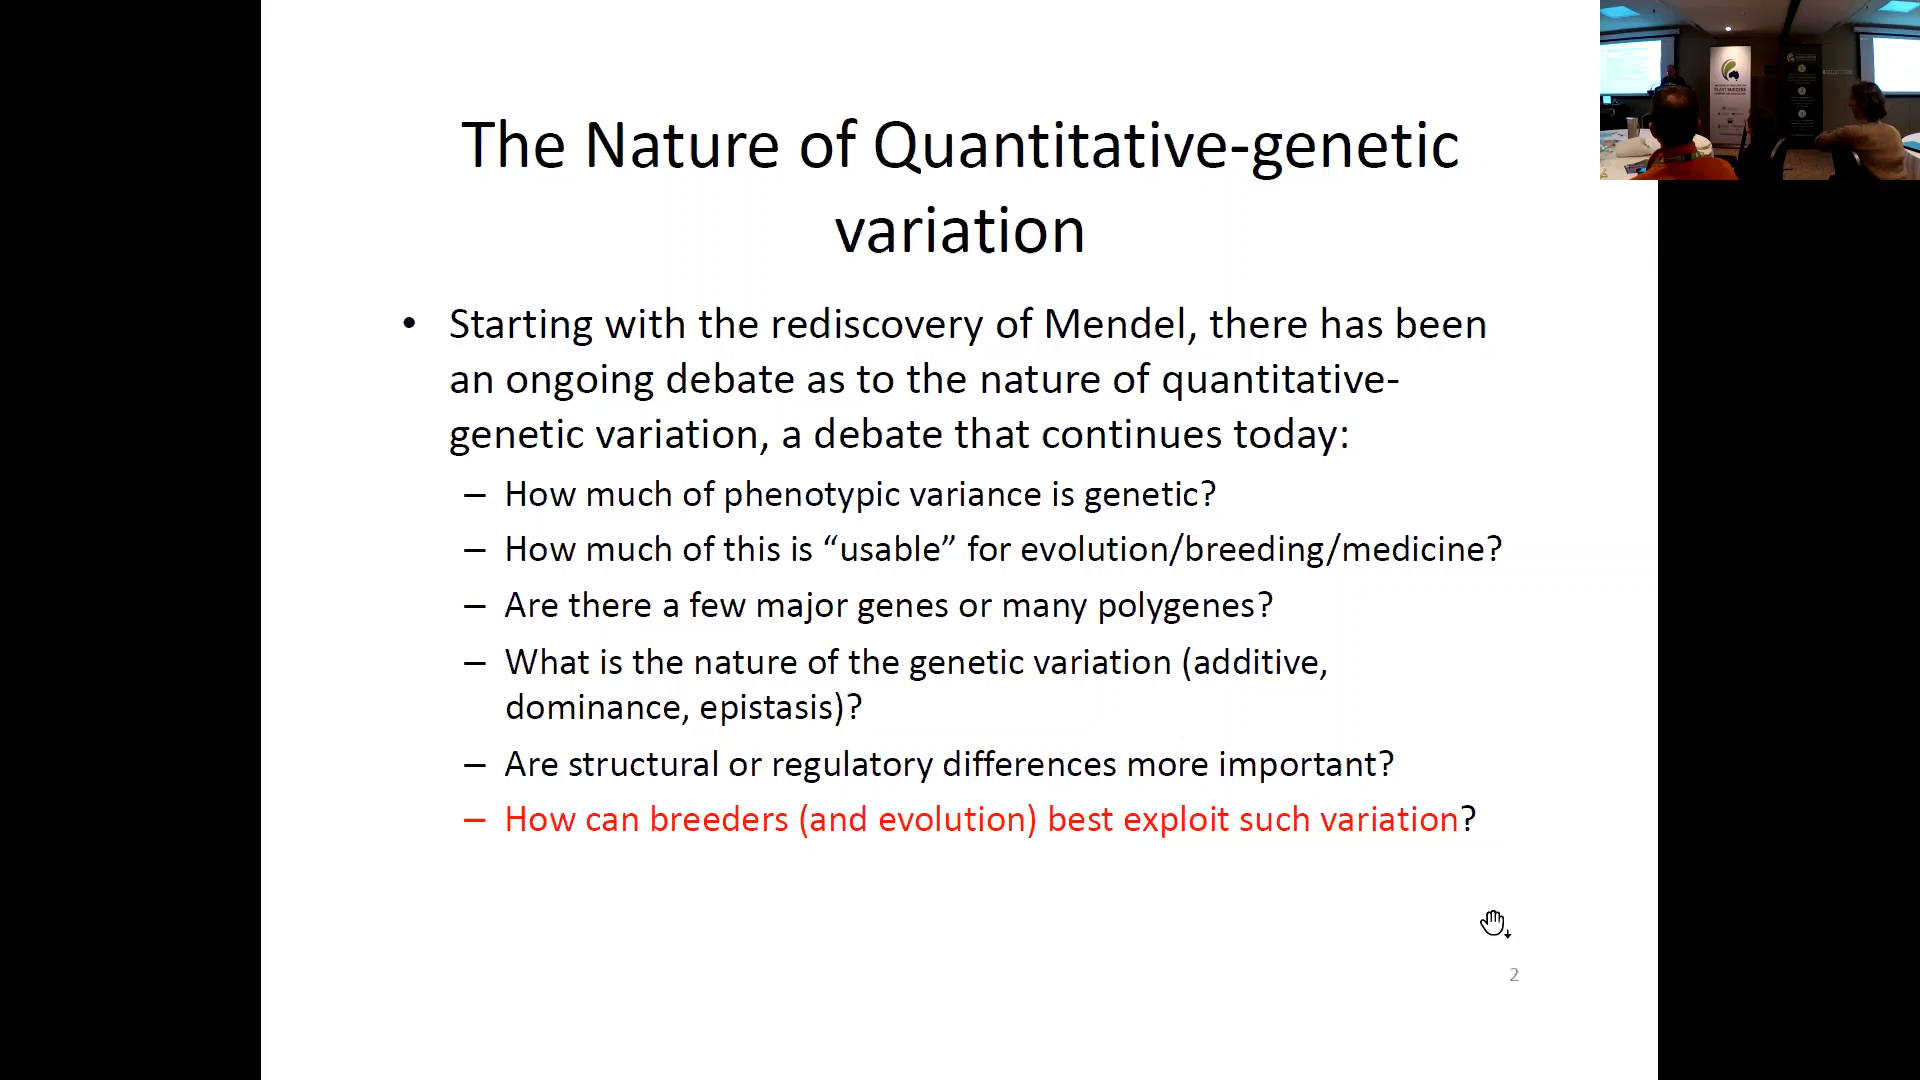 The Nature of Quantitative-genetic
variation
• Starting with the rediscovery of Mendel, there has been
an ongoing debate as to the nature of quantitative-
genetic variation, a debate that continues today:
– How much of phenotypic variance is genetic?
– How much of this is “usable” for evolution/breeding/medicine?
– Are there a few major genes or many polygenes?
– What is the nature of the genetic variation (additive,
dominance, epistasis)?
– Are structural or regulatory differences more important?
– How can breeders (and evolution) best exploit such variation?
2
PLANT SUCCESS